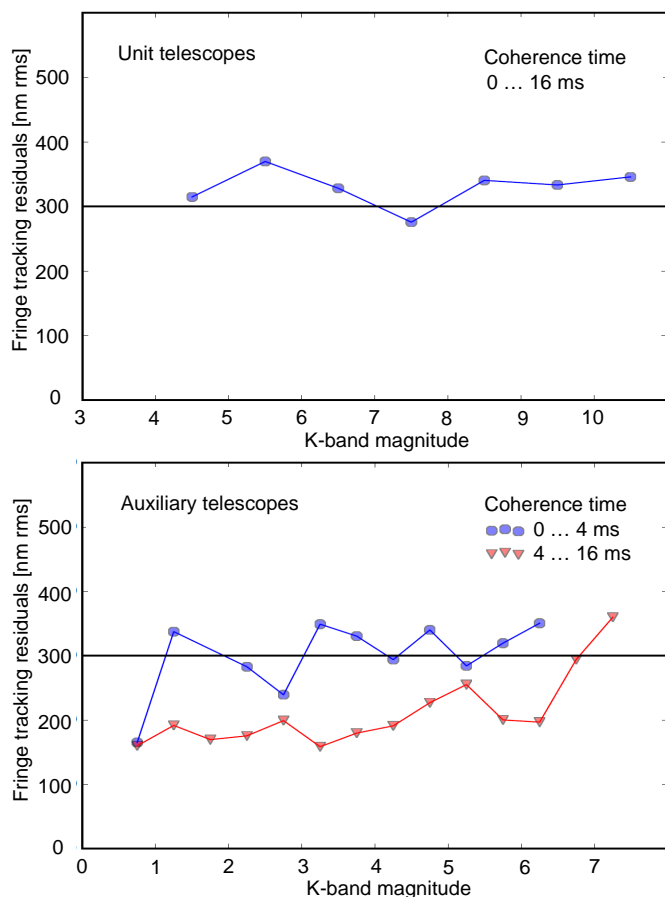 Unit telescopes
Coherence time
0 … 16 ms
Fringe tracking residuals [nm rms]
500
400
300
200
100
0
3 4 5 6 7 8 9 10
K-band magnitude
Auxiliary telescopes
Coherence time
0 … 4 ms
4 … 16 ms
Fringe tracking residuals [nm rms]
500
400
300
200
100
0
0 1 2 3 4 5 6 7
K-band magnitude